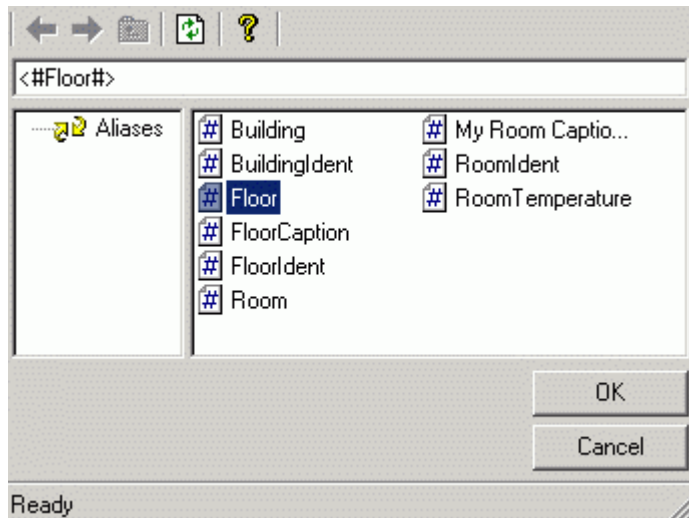 <#Floor#>
Aliases
Building
BuildingIdent
Floor
FloorCaption
FloorIdent
Room
My Room Captio...
RoomIdent
RoomTemperature
OK
Cancel
Ready